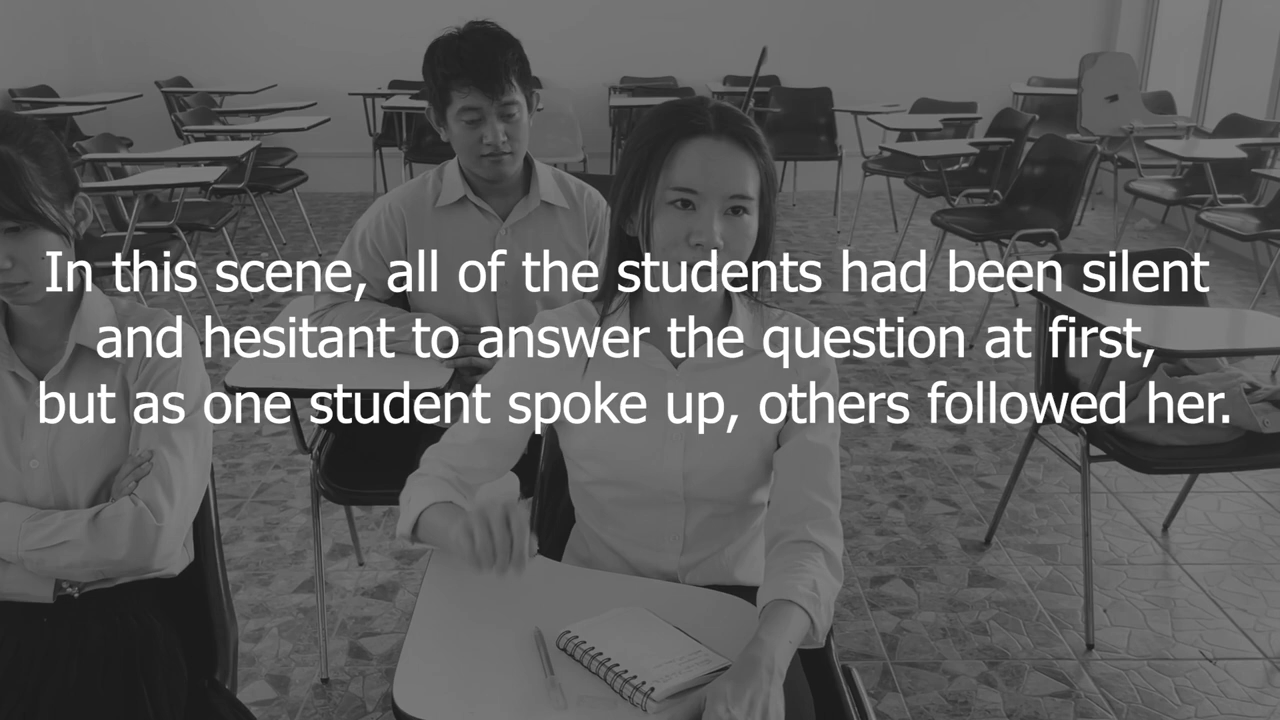 In this scene, all of the students had been silent
and hesitant to answer the question at first,
but as one student spoke up, others followed her.